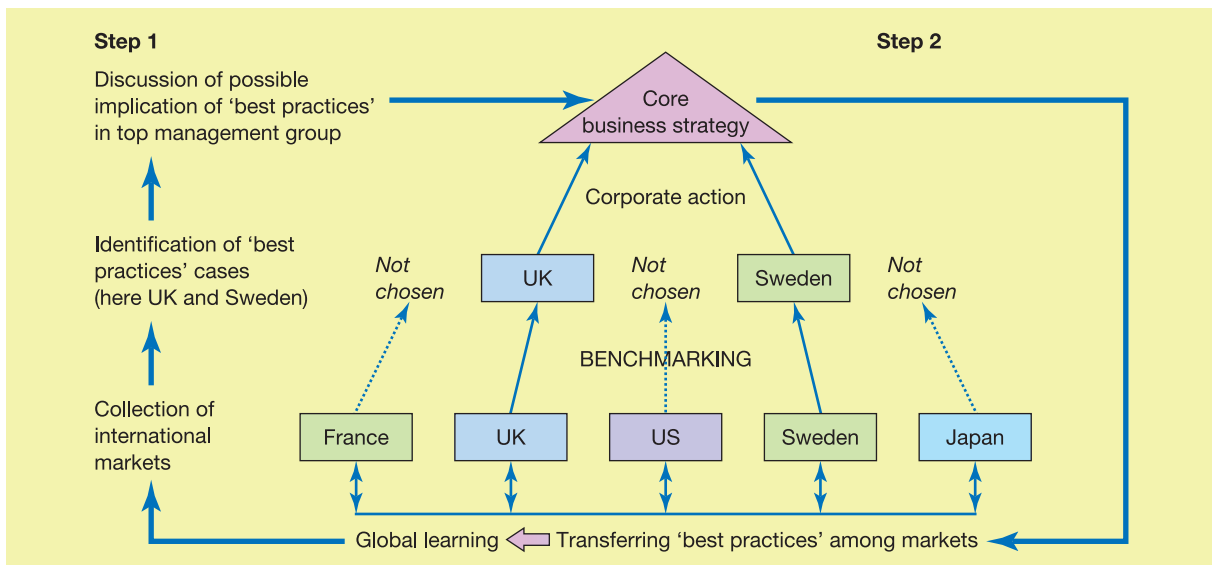 Step 1
Step 2
Discussion of possible
implication of ‘best practices’
in top management group
Core
business strategy
Corporate action
Identification of ‘best
practices’ cases
(here UK and Sweden)
Not
chosen
UK
Not
chosen
Sweden
Not
chosen
BENCHMARKING
Collection of
international
markets
France
UK
US
Sweden
Japan
Global learning
Transferring ‘best practices’ among markets